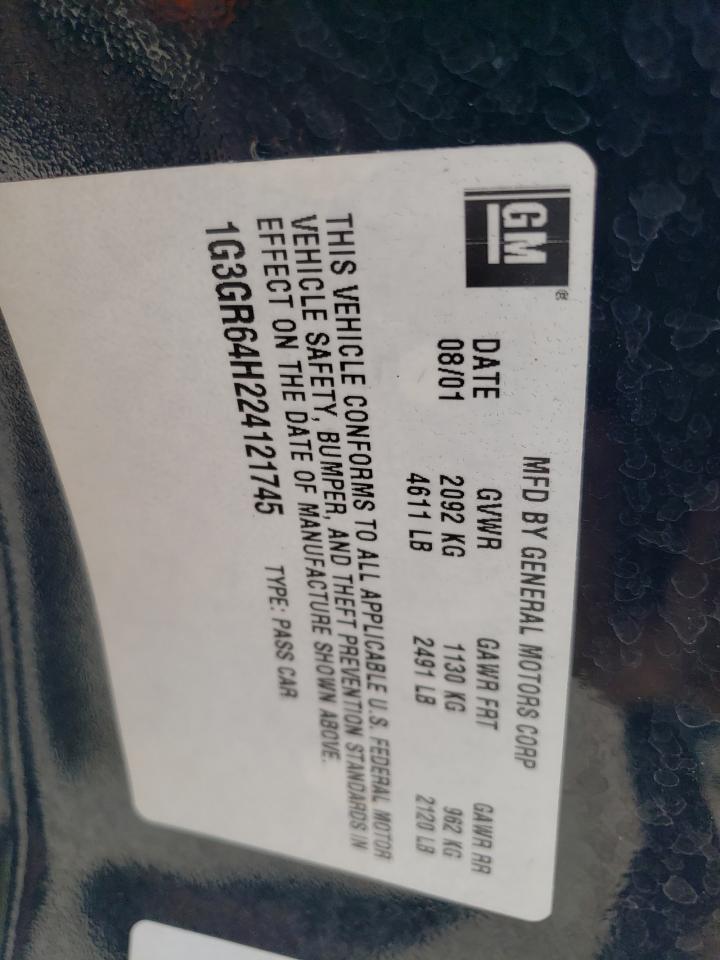 GM ®
MFD BY GENERAL MOTORS CORP
DATE GVWR GAWR FRT GAWR RR
08/01 2092 KG 1130 KG 962 KG
4611 LB 2491 LB 2120 LB
THIS VEHICLE CONFORMS TO ALL APPLICABLE U.S. FEDERAL MOTOR
VEHICLE SAFETY, BUMPER, AND THEFT PREVENTION STANDARDS IN
EFFECT ON THE DATE OF MANUFACTURE SHOWN ABOVE.
1G3GR64H224121745 TYPE: PASS CAR